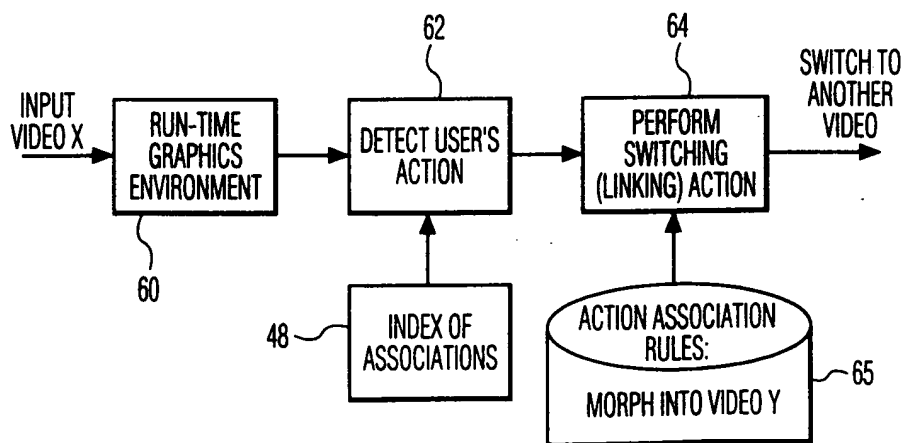 62
64
INPUT
VIDEO X
RUN-TIME
GRAPHICS
ENVIRONMENT
DETECT USER'S
ACTION
PERFORM
SWITCHING
(LINKING) ACTION
SWITCH TO
ANOTHER
VIDEO
60
48
INDEX OF
ASSOCIATIONS
ACTION ASSOCIATION
RULES:
MORPH INTO VIDEO Y
65